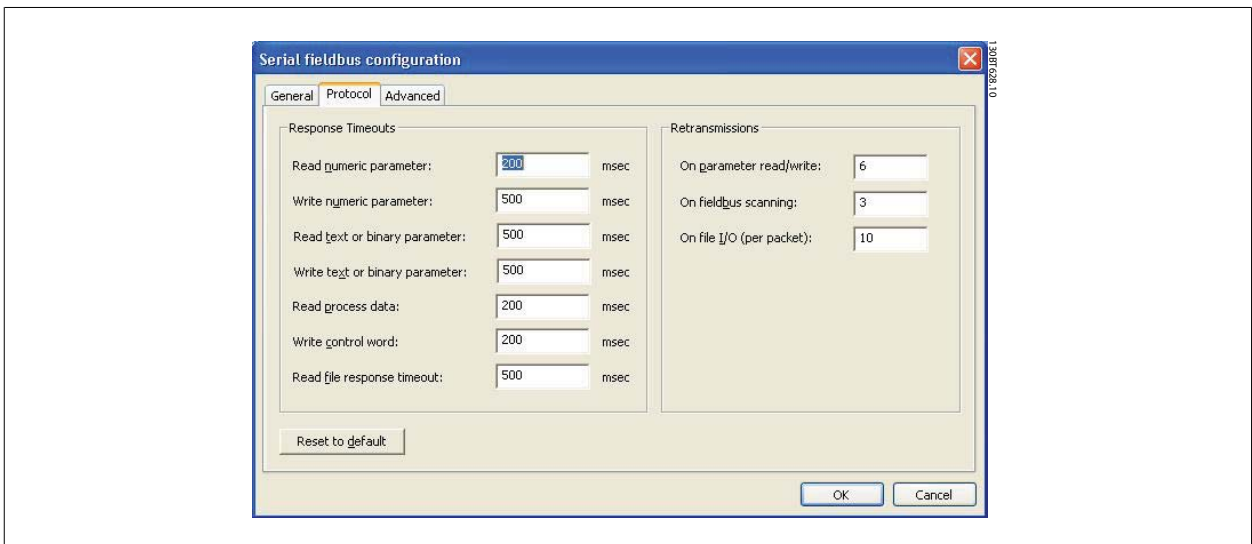 Serial fieldbus configuration
130BT628.10
General Protocol Advanced
Response Timeouts
Read numeric parameter: 200 msec
Write numeric parameter: 500 msec
Read text or binary parameter: 500 msec
Write text or binary parameter: 500 msec
Read process data: 200 msec
Write control word: 200 msec
Read file response timeout: 500 msec
Retransmissions
On parameter read/write: 6
On fieldbus scanning: 3
On file I/O (per packet): 10
Reset to default
OK Cancel